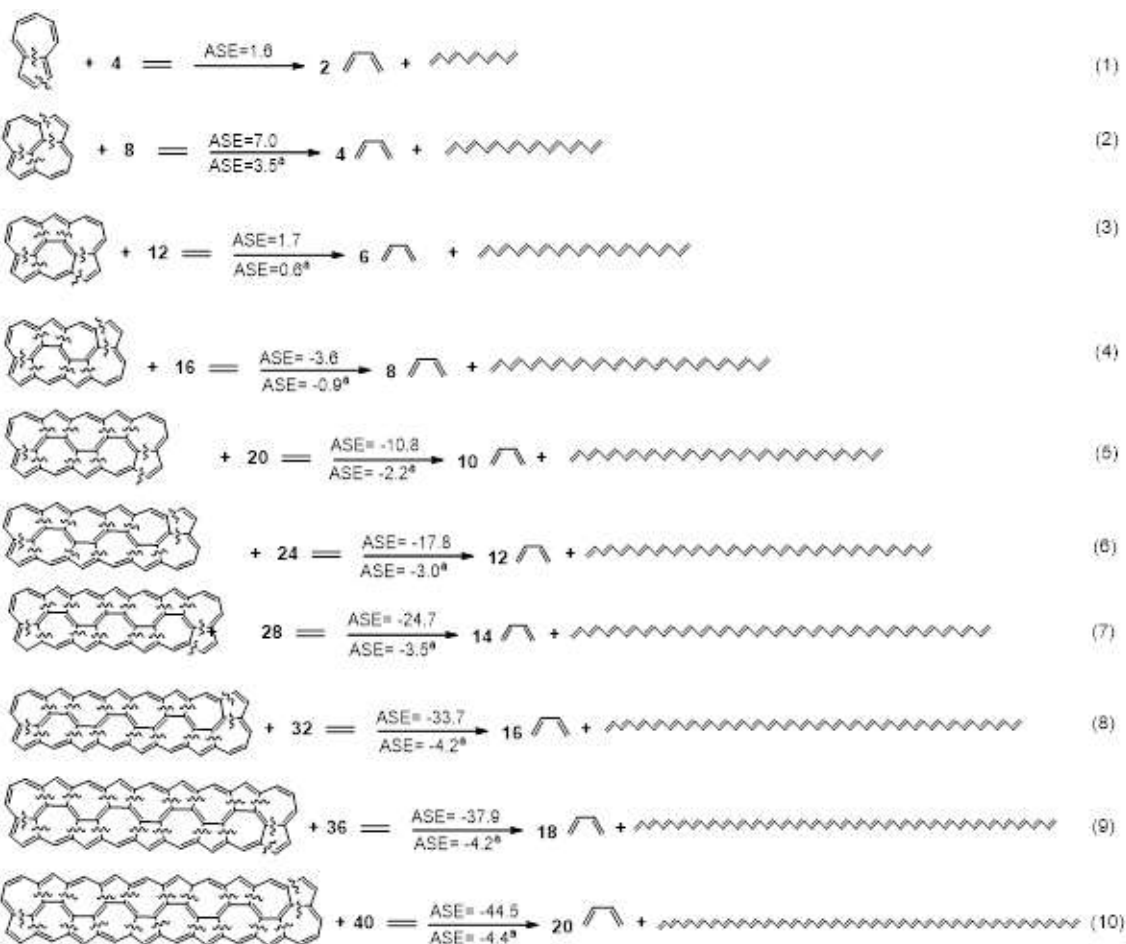 + 4 ASE=1.6 2 + (1)
+ 8 ASE=7.0 4 + (2)
ASE=3.5ª
+ 12 ASE=1.7 6 + (3)
ASE=0.6ª
+ 16 ASE= -3.6 8 + (4)
ASE= -0.9ª
+ 20 ASE= -10.8 10 + (5)
ASE= -2.2ª
+ 24 ASE= -17.8 12 + (6)
ASE= -3.0ª
28 ASE= -24.7 14 + (7)
ASE= -3.5ª
+ 32 ASE= -33.7 16 + (8)
ASE= -4.2ª
+ 36 ASE= -37.9 18 + (9)
ASE= -4.2ª
+ 40 ASE= -44.5 20 + (10)
ASE= -4.4ª